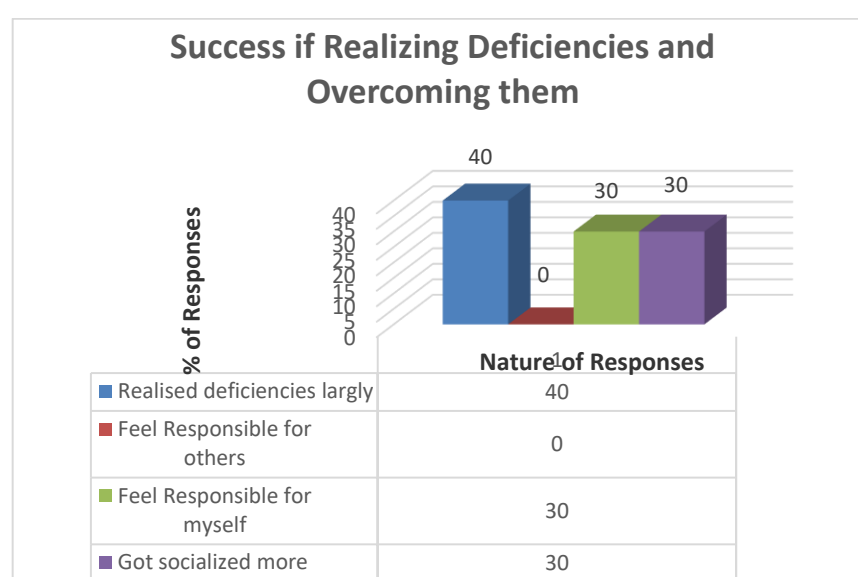 Success if Realizing Deficiencies and
Overcoming them
40
30
30
0
40
35
30
25
20
15
10
5
0
% of Responses
1
Nature of Responses
Realised deficiencies largly
40
Feel Responsible for
others
0
Feel Responsible for
myself
30
Got socialized more
30